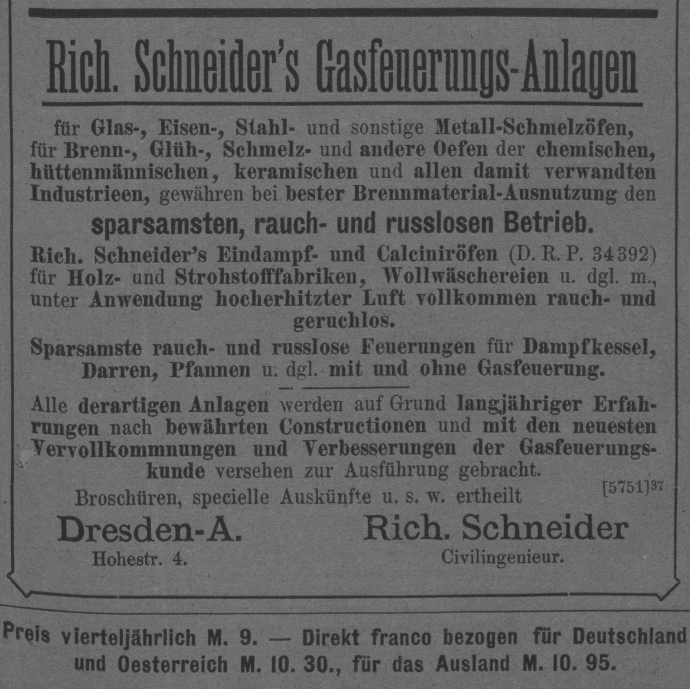 Rich. Schneider's Gasfeuerungs-Anlagen
für Glas-, Eisen-, Stahl- und sonstige Metall-Schmelzöfen,
für Brenn-, Glüh-, Schmelz- und andere Oefen der chemischen,
hüttenmännischen, keramischen und allen damit verwandten
Industrieen, gewähren bei bester Brennmaterial-Ausnutzung den
sparsamsten, rauch- und russlosen Betrieb.
Rich. Schneider's Eindampf- und Calciniröfen (D. R. P. 34392)
für Holz- und Strohstofffabriken, Wollwäschereien u. dgl. m.,
unter Anwendung hocherhitzter Luft vollkommen rauch- und
geruchlos.
Sparsamste rauch- und russlose Feuerungen für Dampfkessel,
Darren, Pfannen u. dgl. mit und ohne Gasfeuerung.
Alle derartigen Anlagen werden auf Grund langjähriger Erfah-
rungen nach bewährten Constructionen und mit den neuesten
Vervollkommnungen und Verbesserungen der Gasfeuerungs-
kunde versehen zur Ausführung gebracht.
Broschüren, specielle Auskünfte u. s. w. ertheilt [5751]37
Dresden-A. Rich. Schneider
Hohestr. 4. Civilingenieur.
Preis vierteljährlich M. 9. — Direkt franco bezogen für Deutschland
und Oesterreich M. 10. 30., für das Ausland M. 10. 95.